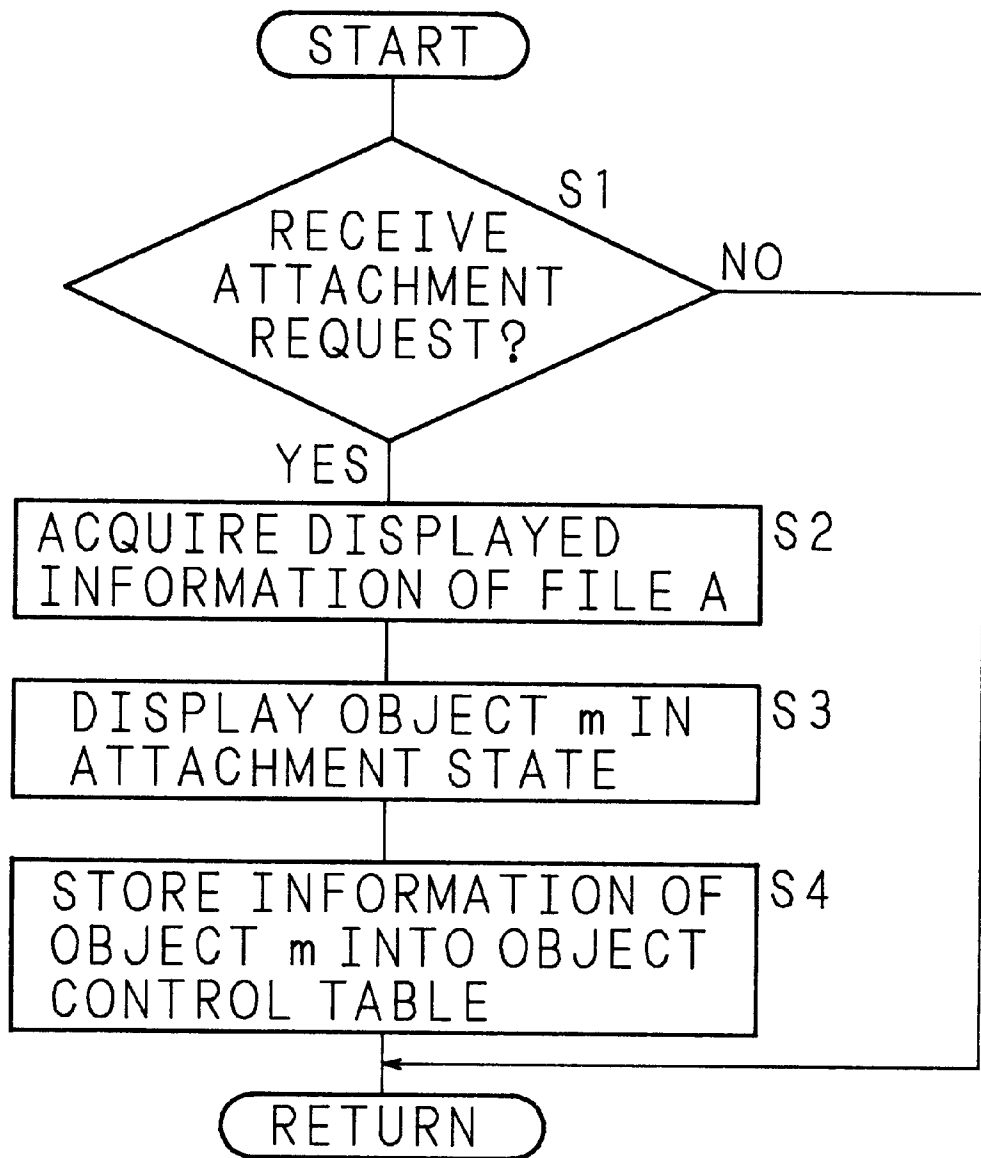 START
S1
RECEIVE
ATTACHMENT
REQUEST?
NO
YES
ACQUIRE DISPLAYED
INFORMATION OF FILE A
S2
DISPLAY OBJECT m IN
ATTACHMENT STATE
S3
STORE INFORMATION OF
OBJECT m INTO OBJECT
CONTROL TABLE
S4
RETURN